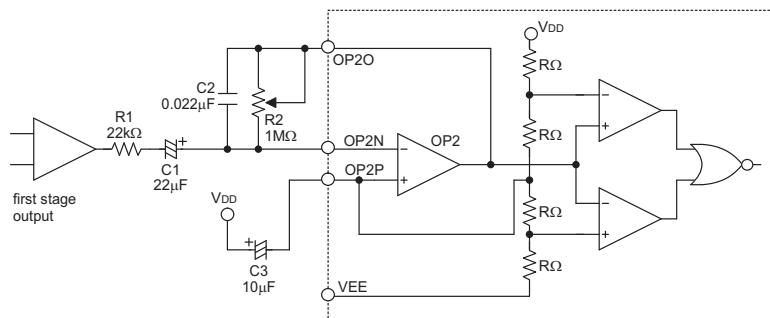 VDD
RΩ
OP2O
C2
0.022µF
R2
1MΩ
R1
22kΩ
C1
22µF
+
first stage
output
OP2N
OP2
OP2P
−
+
RΩ
−
+
−
+
VDD
+
C3
10µF
RΩ
RΩ
VEE